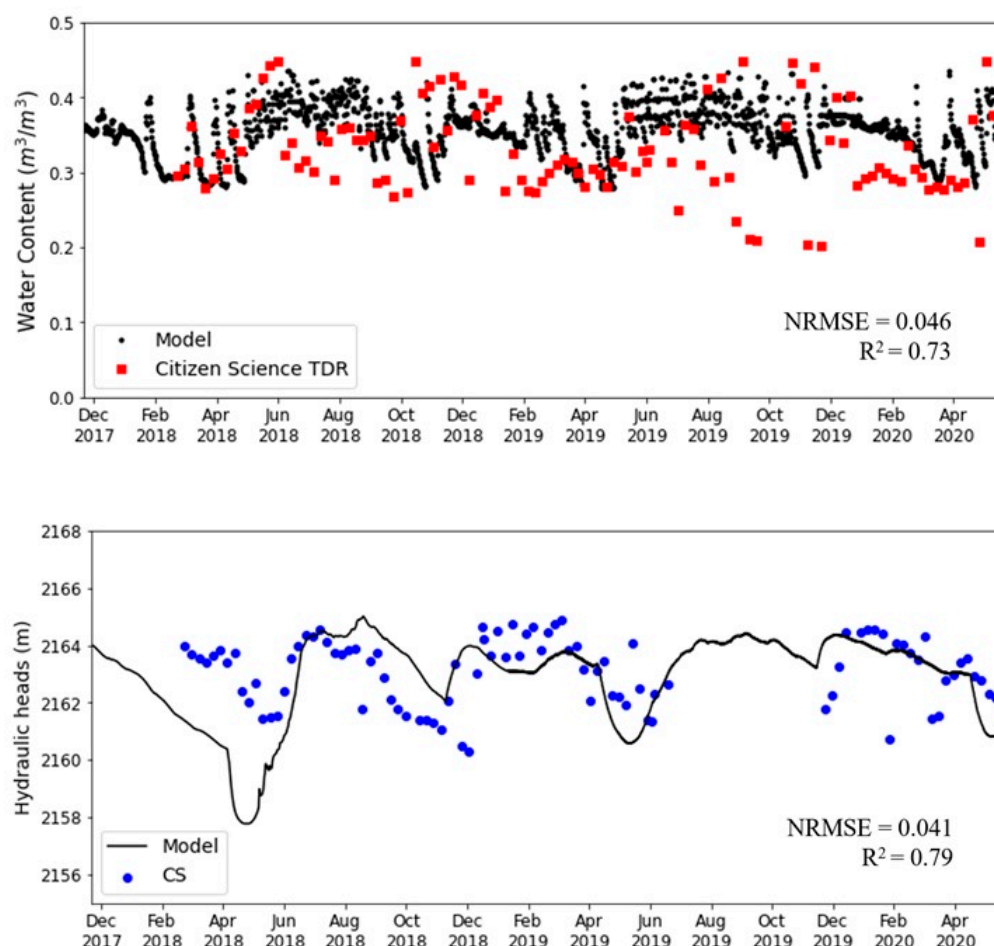 0.5
0.4
0.3
0.2
0.1
0.0
Water Content (m³/m³)
Model
Citizen Science TDR
NRMSE = 0.046
R² = 0.73
Dec Feb Apr Jun Aug Oct Dec Feb Apr Jun Aug Oct Dec Feb Apr
2017 2018 2018 2018 2018 2018 2018 2019 2019 2019 2019 2019 2019 2020 2020
2168
2166
2164
2162
2160
2158
2156
Hydraulic heads (m)
Model
CS
NRMSE = 0.041
R² = 0.79
Dec Feb Apr Jun Aug Oct Dec Feb Apr Jun Aug Oct Dec Feb Apr
2017 2018 2018 2018 2018 2018 2018 2019 2019 2019 2019 2019 2019 2020 2020